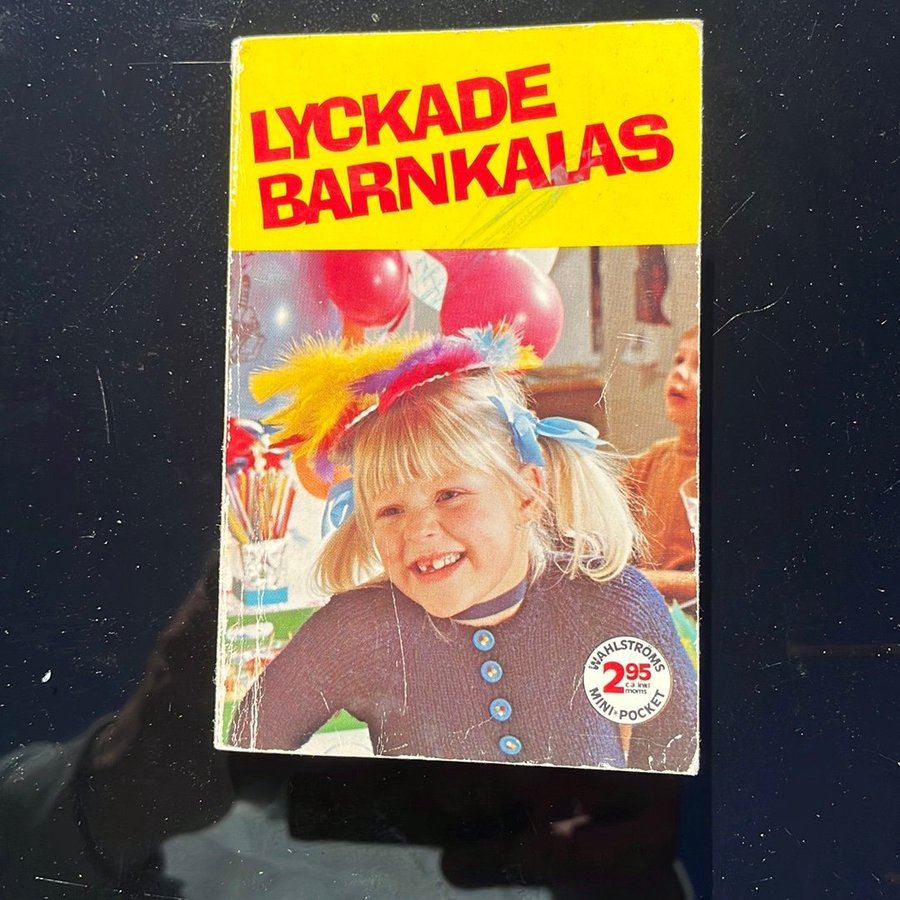 LYCKADE
BARNKALAS
WAHLSTRÖMS
2 95
ca inkl
moms
MINI-POCKET